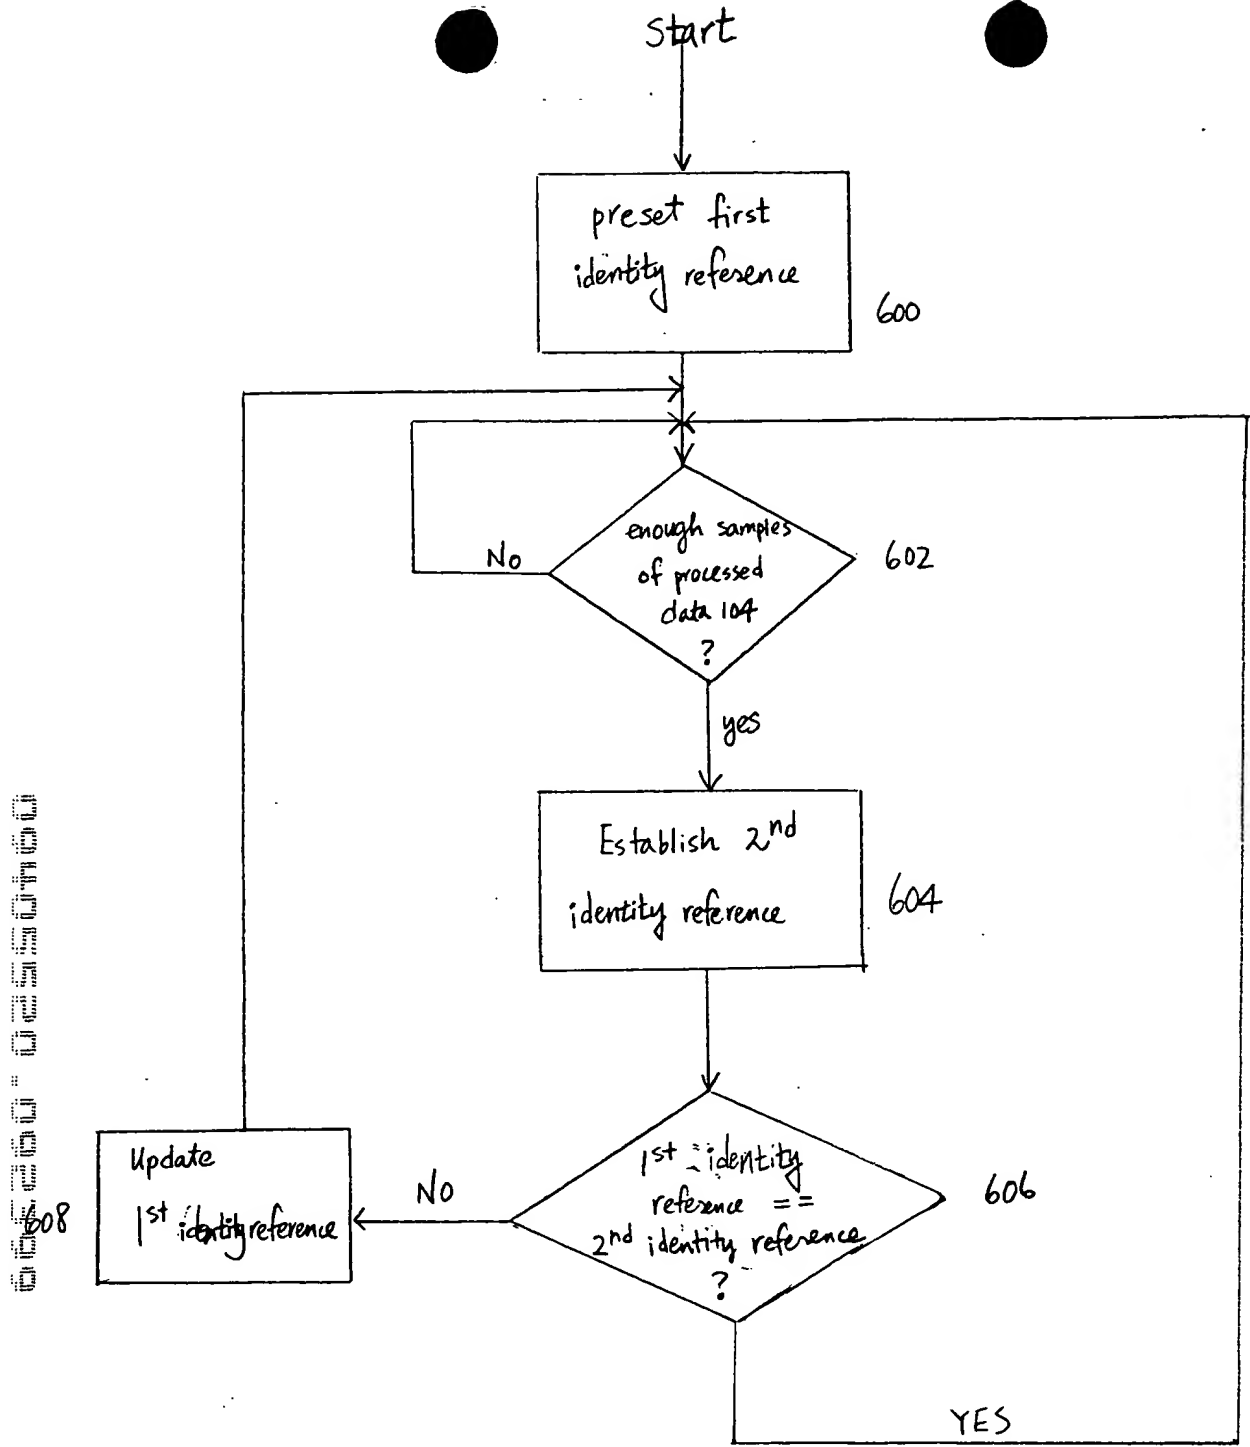 Start
preset first
identity reference
600
No
enough samples
of processed
data 104
?
602
yes
Establish 2nd
identity reference
604
Update
1st identity reference
608
NO
1st identity
reference ==
2nd identity reference
?
606
YES